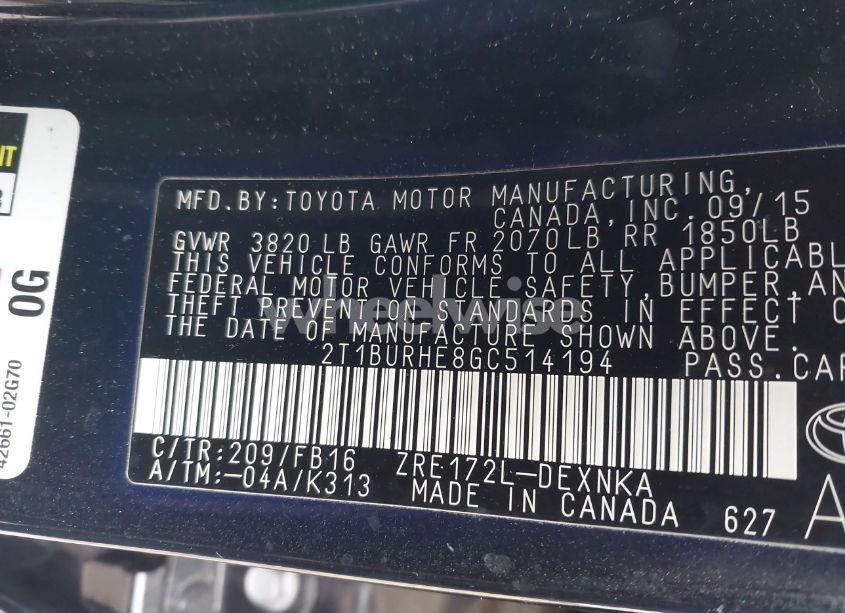 MFD.BY:TOYOTA MOTOR MANUFACTURING,
CANADA,INC.09/15
GVWR 3820 LB GAWR FR 2070LB RR 1850LB
THIS VEHICLE CONFORMS TO ALL APPLICABL
FEDERAL MOTOR VEHICLE SAFETY,BUMPER,AN
THEFT PREVENTION STANDARDS IN EFFECT
THE DATE OF MANUFACTURE SHOWN ABOVE.
2T1BURHE8GC514194 PASS.CAR
C/TR:209/FB16 ZRE172L-DEXNKA
A/TM:-04A/K313 MADE IN CANADA 627
0G
42661-02G70
wheelwise